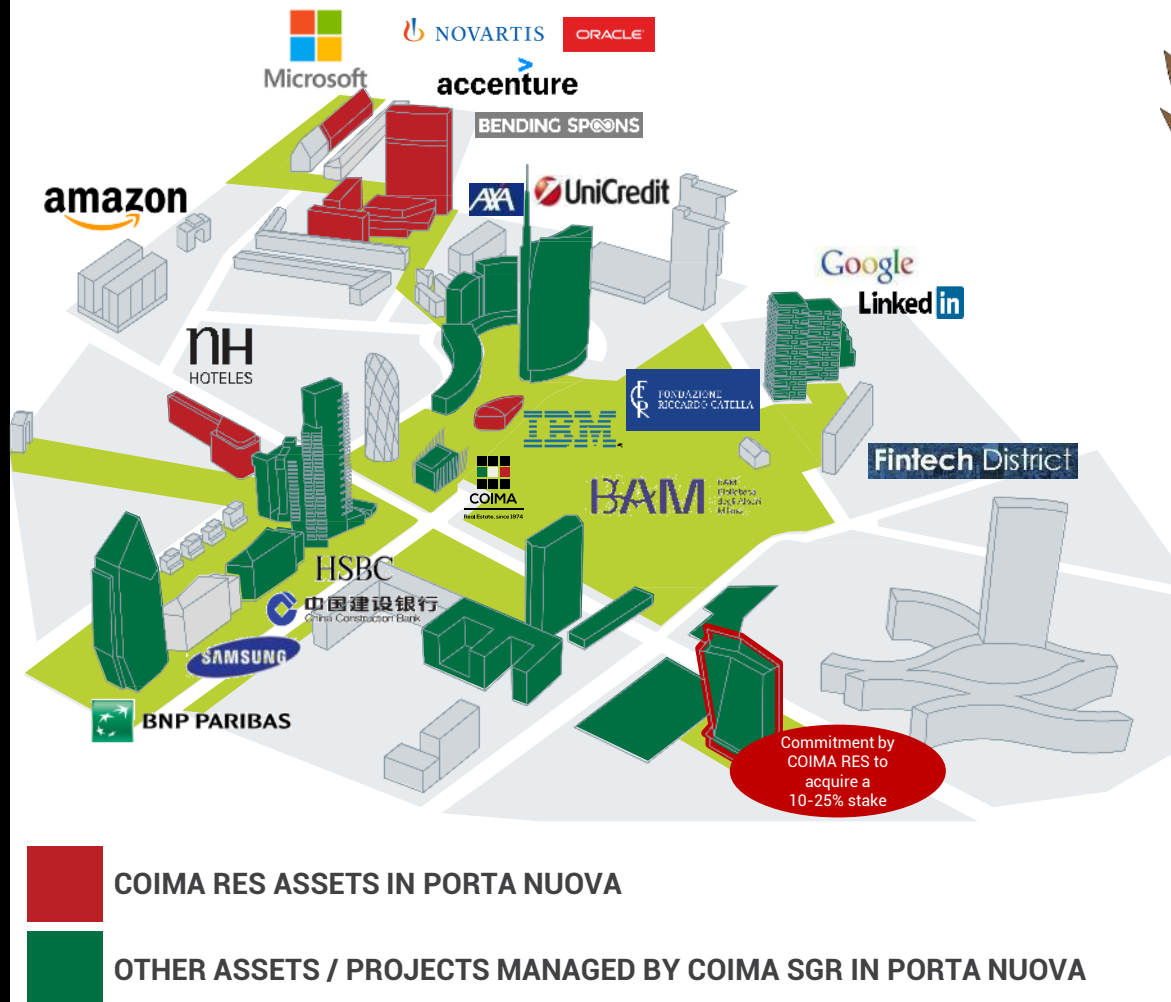 Microsoft
NOVARTIS
ORACLE
accenture
BENDING SPOONS
amazon
AXA
UniCredit
Google
Linked in
nH
HOTELES
FONDAZIONE
RICCARDO CATELLA
IBM
Fintech District
COIMA
Real Estate, since 1974
BAM
HSBC
中国建设银行
China Construction Bank
SAMSUNG
BNP PARIBAS
Commitment by
COIMA RES to
acquire a
10-25% stake
COIMA RES ASSETS IN PORTA NUOVA
OTHER ASSETS / PROJECTS MANAGED BY COIMA SGR IN PORTA NUOVA